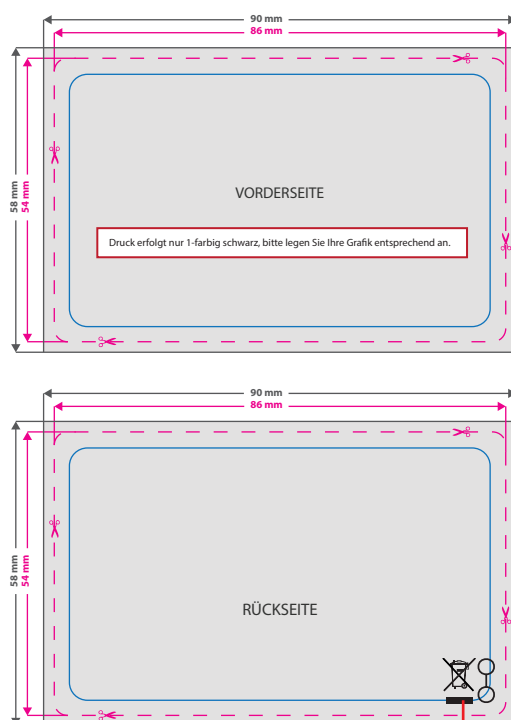 90 mm
86 mm
58 mm
54 mm
VORDERSEITE
Druck erfolgt nur 1-farbig schwarz, bitte legen Sie Ihre Grafik entsprechend an.
90 mm
86 mm
58 mm
54 mm
RÜCKSEITE